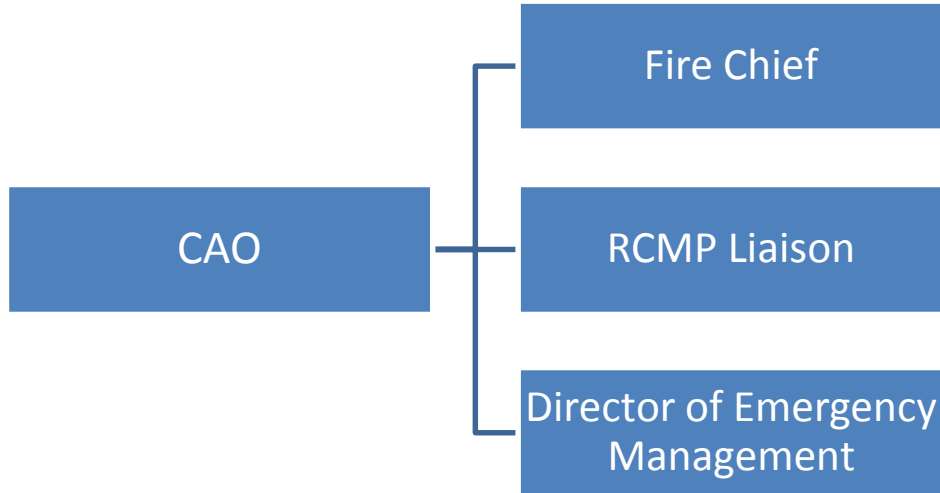 Fire Chief
CAO
RCMP Liaison
Director of Emergency
Management